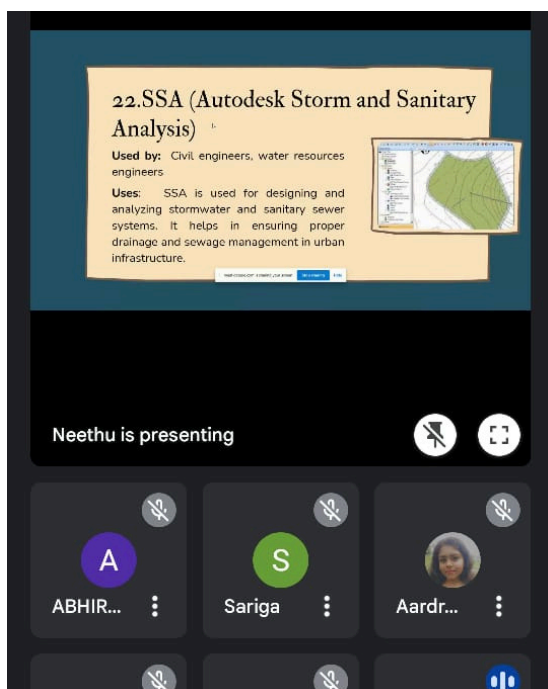 22.SSA (Autodesk Storm and Sanitary
Analysis)
Used by: Civil engineers, water resources
engineers
Uses: SSA is used for designing and
analyzing stormwater and sanitary sewer
systems. It helps in ensuring proper
drainage and sewage management in urban
infrastructure.
Neethu is presenting
A
S
ABHIR...
Sariga
Aardr...